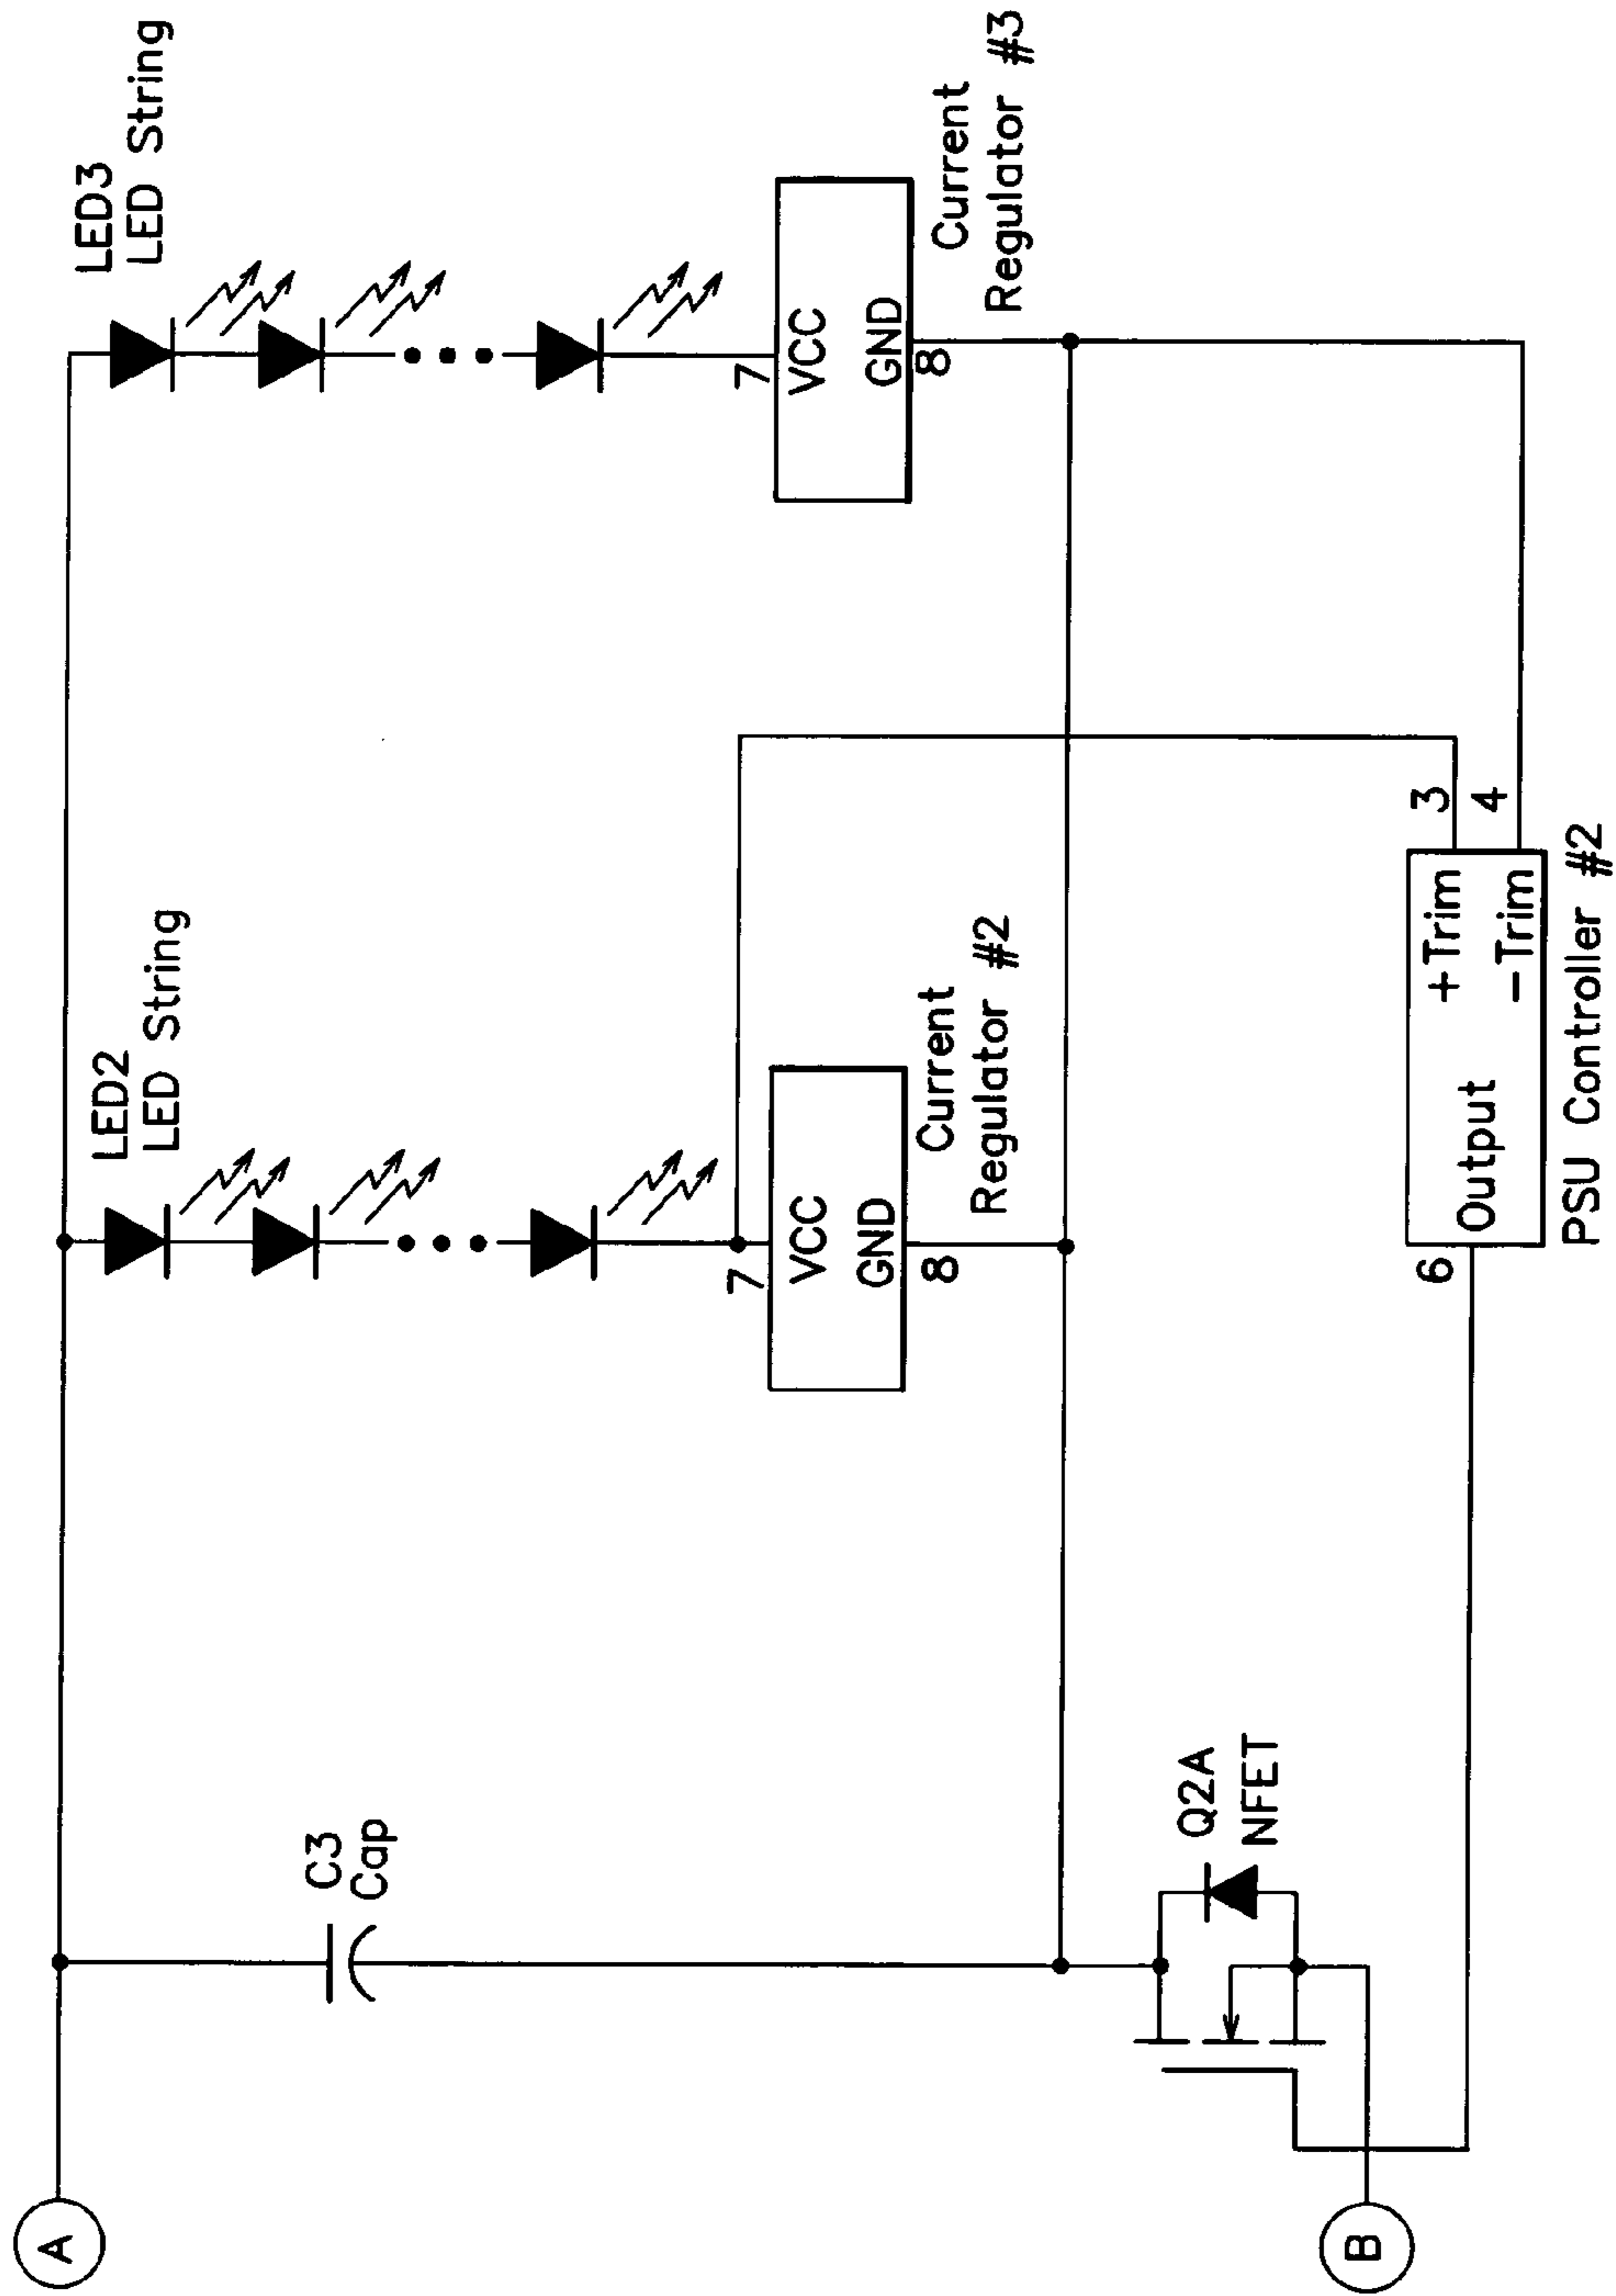 A
C3
Cap
LED2
LED String
LED3
LED String
7
VCC
GND
8
Current
Regulator #2
7
VCC
GND
8
Current
Regulator #3
Q2A
NFET
B
6
Output
+Trim
3
−Trim
4
PSU Controller #2